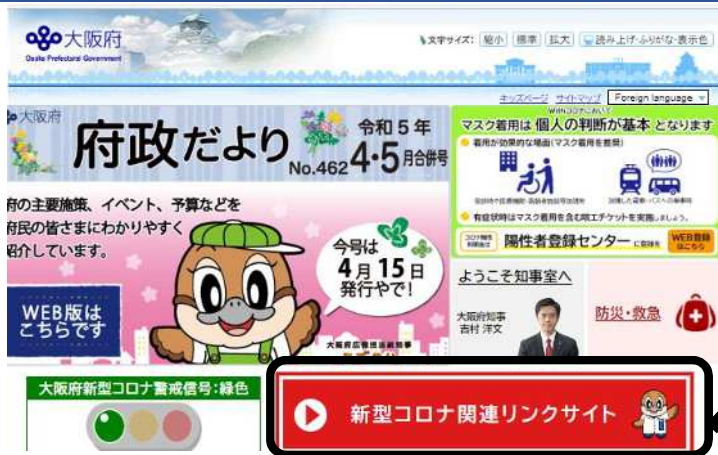 大阪府
Osaka Prefectural Government
文字サイズ: 縮小 標準 拡大 読み上げ・ふりがな・表示色
キッズページ サイトマップ Foreign language
大阪府
府政だより
No.462
令和5年
4・5月合併号
府の主要施策、イベント、予算などを
府民の皆さまにわかりやすく
紹介しています。
WEB版は
こちらです
今号は
4月15日
発行やで!
大阪府広報担当副知事
マスク着用は個人の判断が基本となります
着用が効果的な場面(マスク着用を推奨)
有症状時はマスク着用を含む咳エチケットを実施しましょう。
陽性者登録センターに登録を
WEB登録
はこちら
ようこそ知事室へ
大阪府知事
吉村 洋文
防災・救急
大阪府新型コロナ警戒信号:緑色
新型コロナ関連リンクサイト